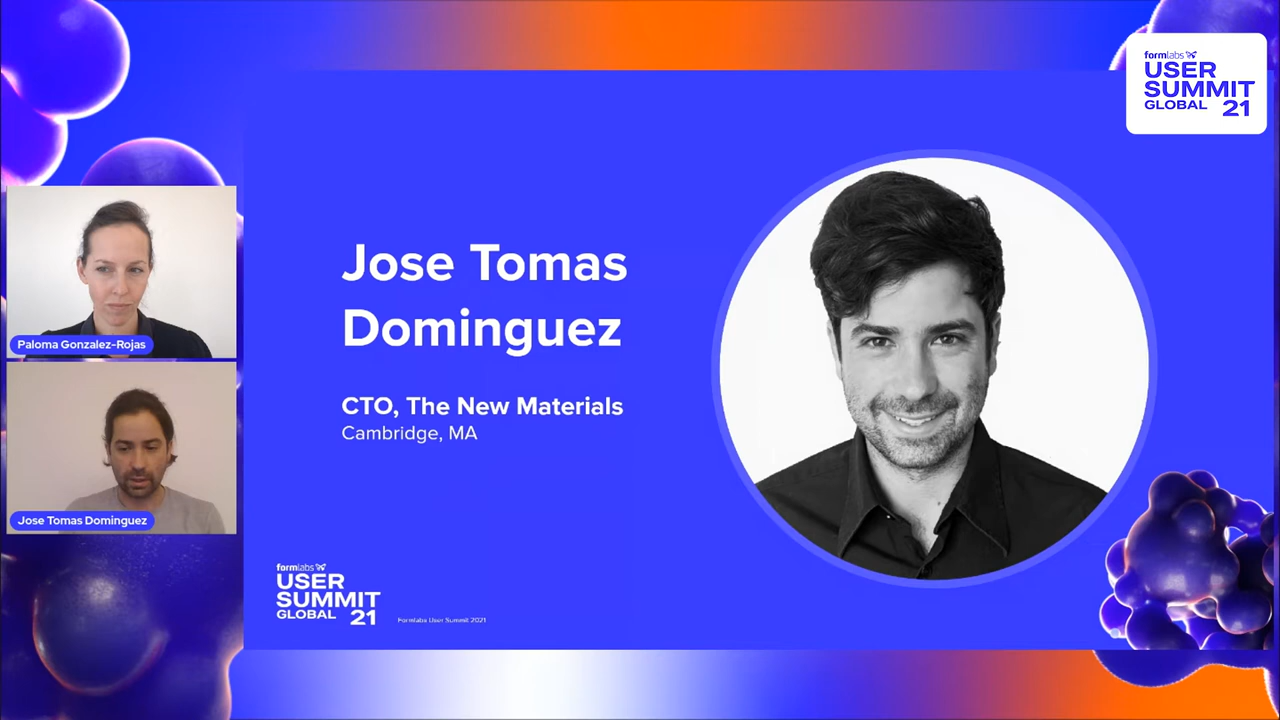 formlabs
USER
SUMMIT
GLOBAL 21
Paloma Gonzalez-Rojas
Jose Tomas Dominguez
Jose Tomas
Dominguez
CTO, The New Materials
Cambridge, MA
formlabs
USER
SUMMIT
GLOBAL 21
Formlabs User Summit 2021